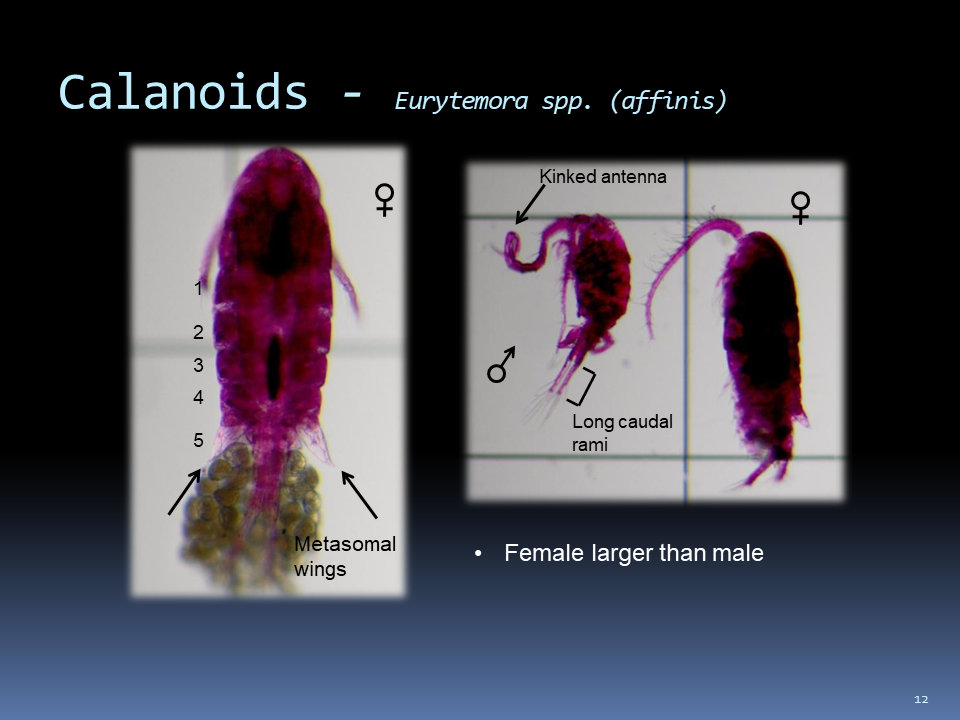 Calanoids - Eurytemora spp. (affinis)
♀
1
2
3
4
5
Metasomal
wings
Kinked antenna
♀
♂
Long caudal
rami
• Female larger than male
12